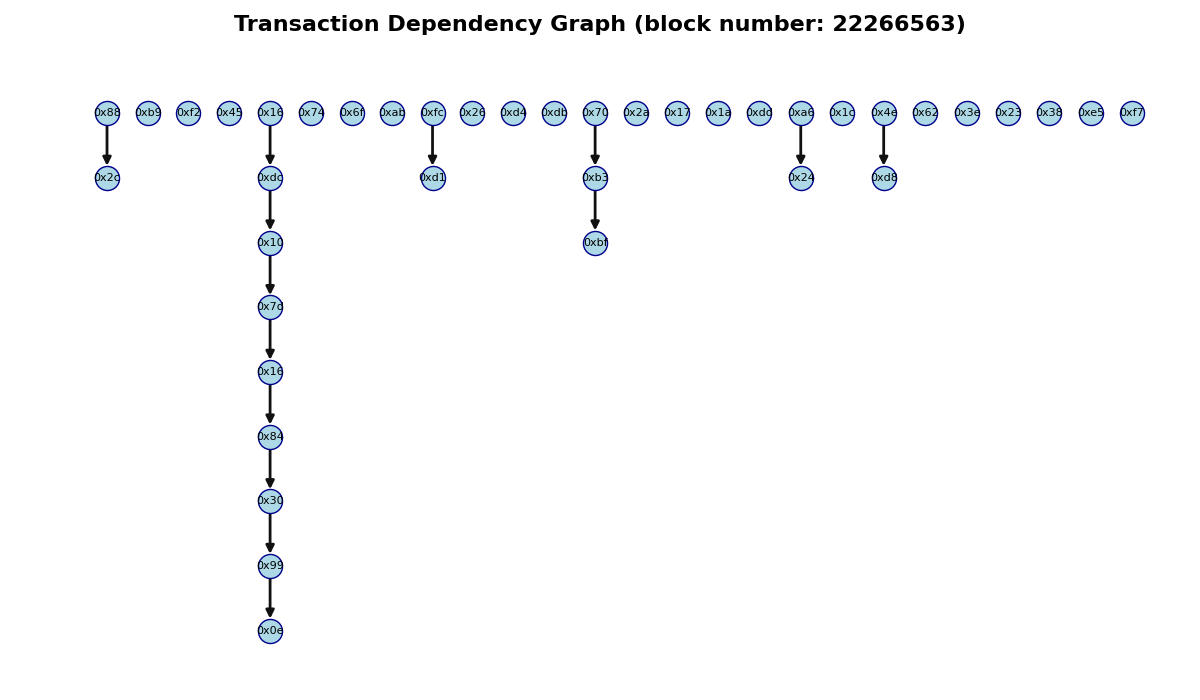 Transaction Dependency Graph (block number: 22266563)
0x88 0xb9 0xf2 0x45 0x16 0x74 0x6f 0xab 0xfc 0x26 0xd4 0xdb 0x70 0x2a 0x17 0x1a 0xdd 0xa6 0x1c 0x4e 0x62 0x3e 0x23 0x38 0xe5 0xf7
0x2c 0xdc 0xd1 0xb3 0x24 0xd8
0x10 0xbf
0x7d
0x16
0x84
0x30
0x99
0x0e